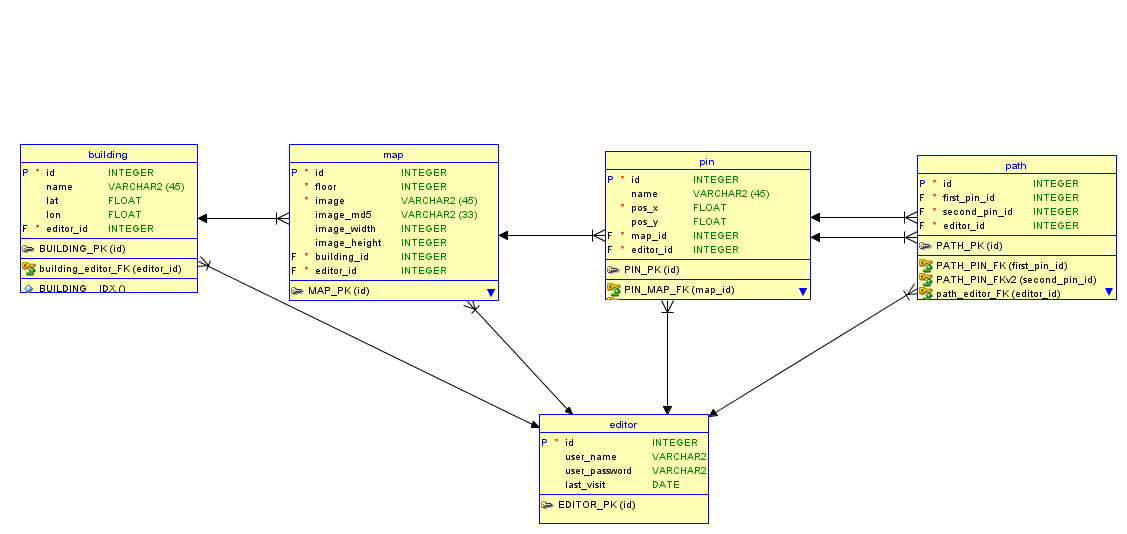 building
P * id INTEGER
name VARCHAR2 (45)
lat FLOAT
lon FLOAT
F * editor_id INTEGER
BUILDING_PK (id)
building_editor_FK (editor_id)
BUILDING__IDX ()
map
P * id INTEGER
* floor INTEGER
* image VARCHAR2 (45)
image_md5 VARCHAR2 (33)
image_width INTEGER
image_height INTEGER
F * building_id INTEGER
F * editor_id INTEGER
MAP_PK (id)
pin
P * id INTEGER
name VARCHAR2 (45)
* pos_x FLOAT
pos_y FLOAT
F * map_id INTEGER
F * editor_id INTEGER
PIN_PK (id)
PIN_MAP_FK (map_id)
path
P * id INTEGER
F * first_pin_id INTEGER
F * second_pin_id INTEGER
F * editor_id INTEGER
PATH_PK (id)
PATH_PIN_FK (first_pin_id)
PATH_PIN_FKv2 (second_pin_id)
path_editor_FK (editor_id)
editor
P * id INTEGER
user_name VARCHAR2
user_password VARCHAR2
last_visit DATE
EDITOR_PK (id)